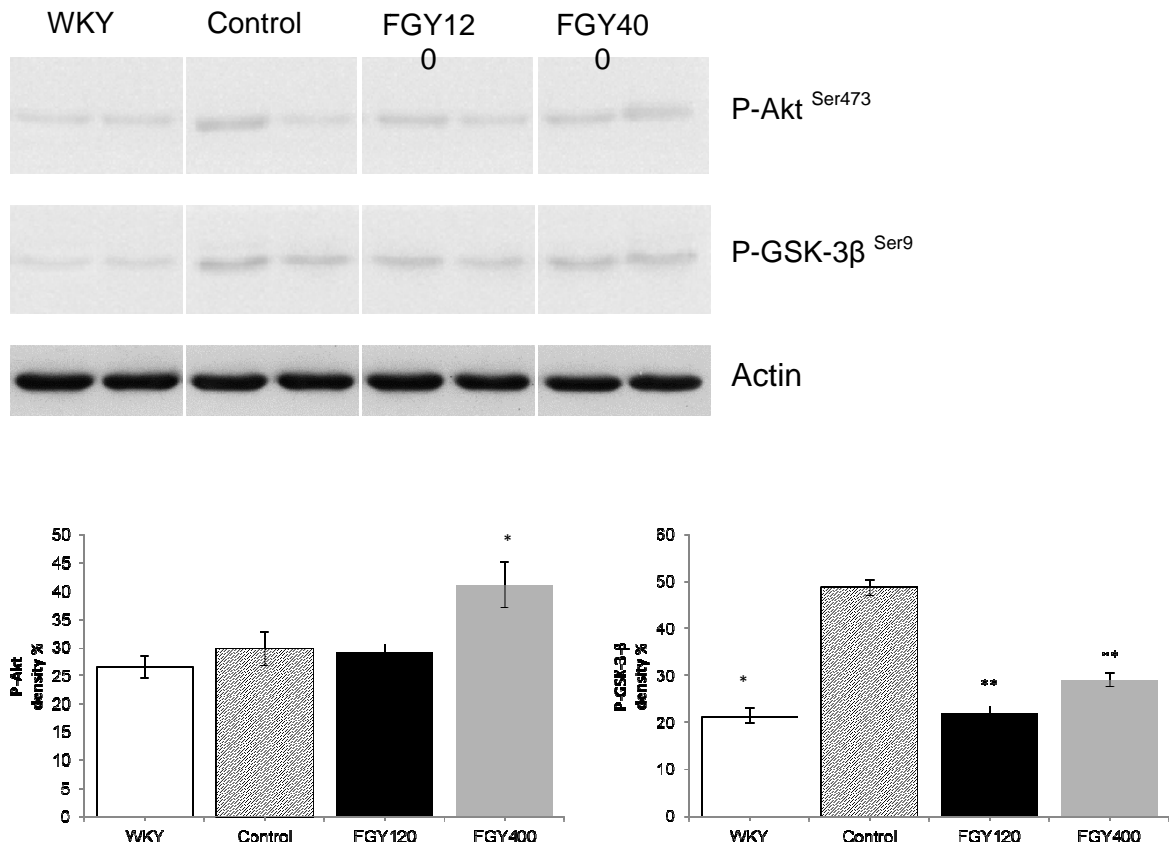 WKY Control FGY12 FGY40
0 0
P-Akt Ser473
P-GSK-3β Ser9
Actin
P-Akt
density %
50
45
40
35
30
25
20
15
10
5
0
*
WKY Control FGY120 FGY400
P-GSK-3-β
density %
60
50
40
30
20
10
0
* ** **
WKY Control FGY120 FGY400